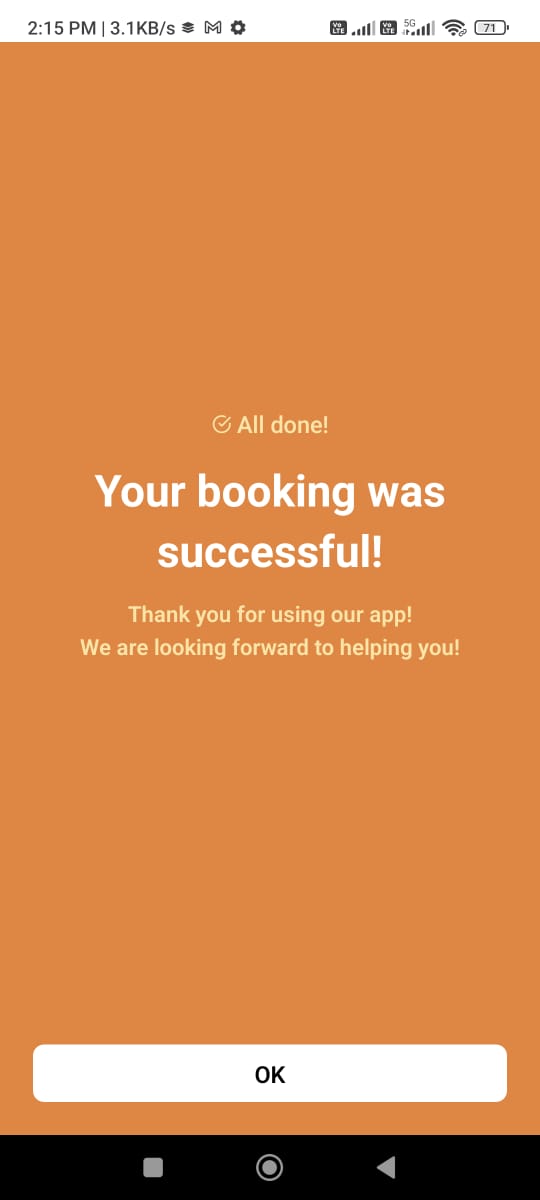 2:15 PM | 3.1KB/s Vo LTE Vo LTE 5G 71
All done!
Your booking was
successful!
Thank you for using our app!
We are looking forward to helping you!
OK